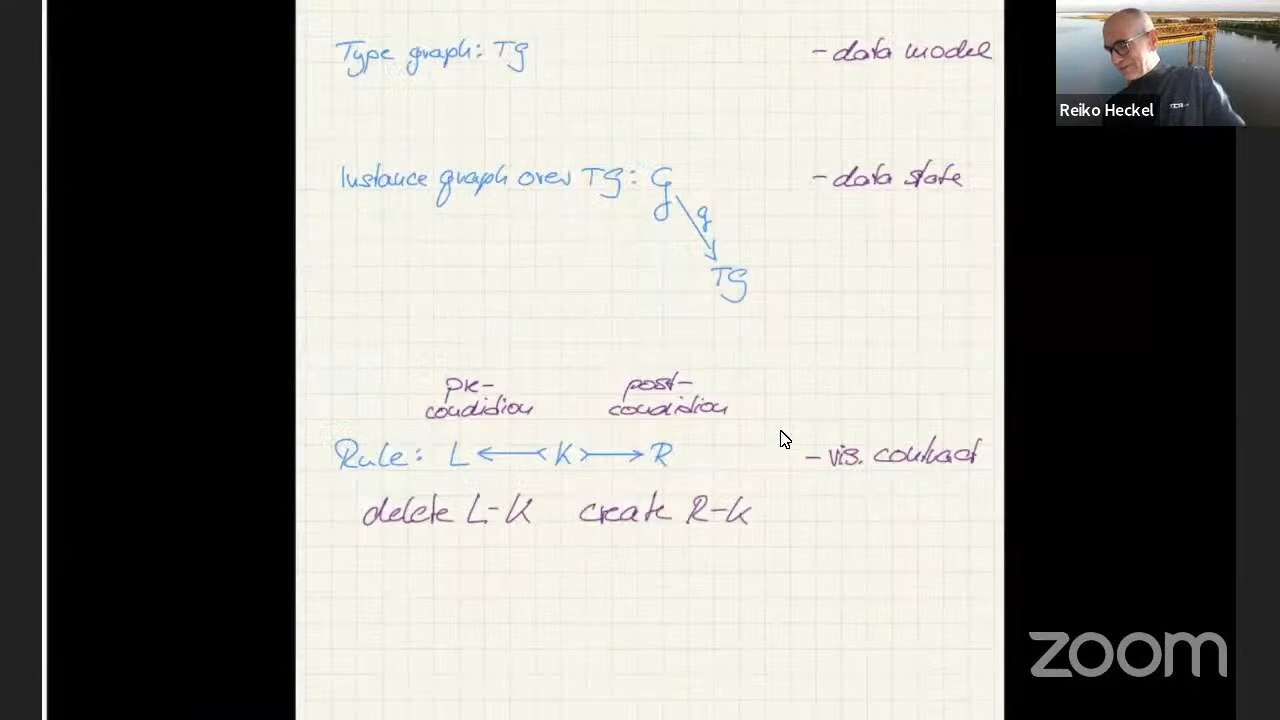 Type graph: TG
- data model
Reiko Heckel
Instance graph over TG: G
- data state
g
TG
pre-
condition
post-
condition
Rule: L ← K → R
- vis. contract
delete L-K create R-K
zoom